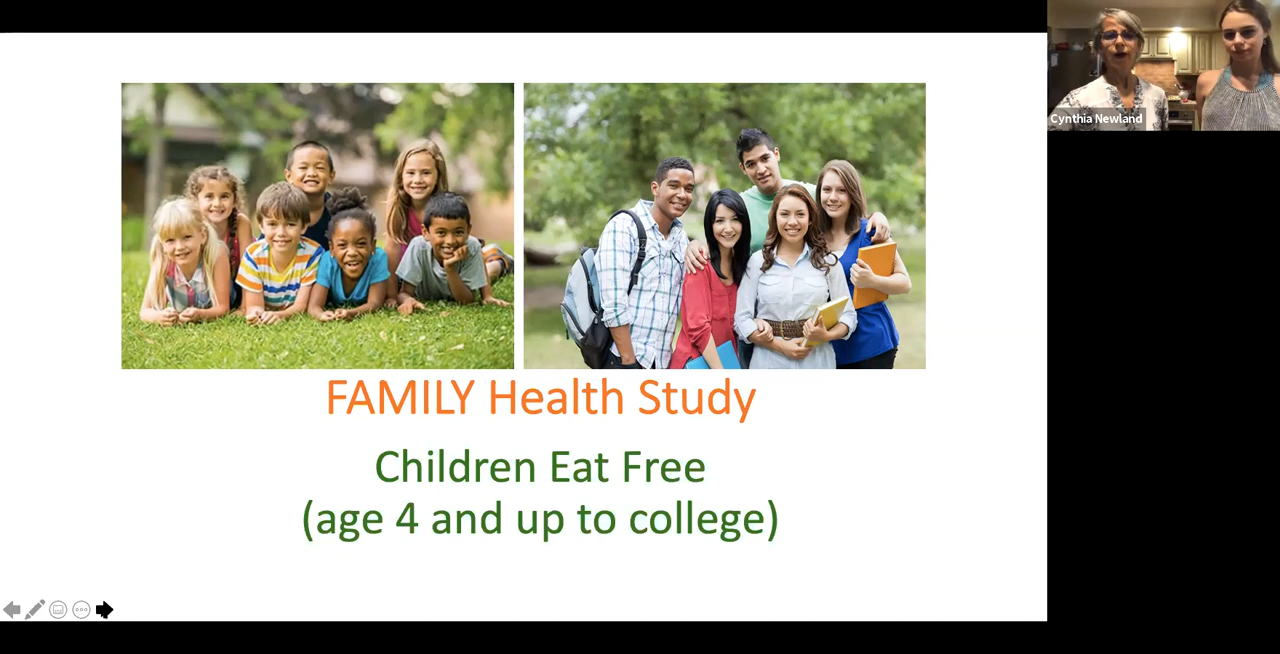 Cynthia Newland
FAMILY Health Study
Children Eat Free
(age 4 and up to college)